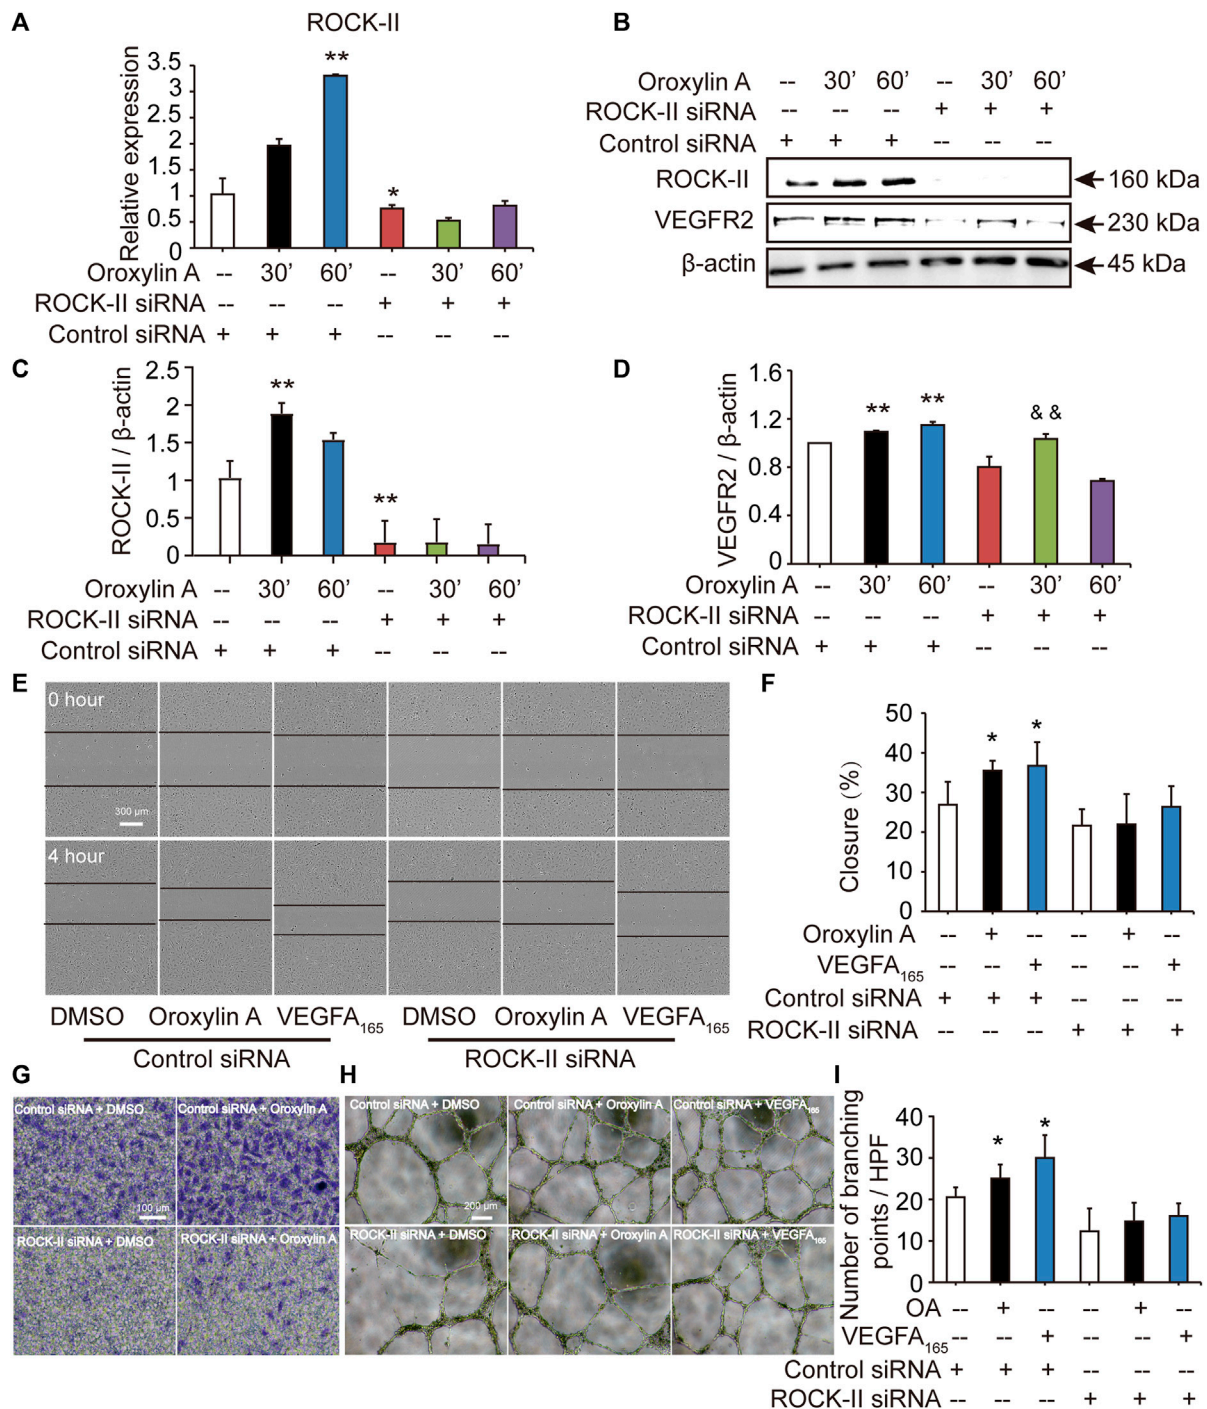 A
ROCK-II
Relative expression
3.5
3
2.5
2
1.5
1
0.5
0
**
*
Oroxylin A -- 30' 60' -- 30' 60'
ROCK-II siRNA -- -- -- + + +
Control siRNA + + + -- -- --
B
Oroxylin A -- 30' 60' -- 30' 60'
ROCK-II siRNA -- -- -- + + +
Control siRNA + + + -- -- --
ROCK-II 160 kDa
VEGFR2 230 kDa
β-actin 45 kDa
C
ROCK-II / β-actin
2.5
2
1.5
1
0.5
0
**
**
Oroxylin A -- 30' 60' -- 30' 60'
ROCK-II siRNA -- -- -- + + +
Control siRNA + + + -- -- --
D
VEGFR2 / β-actin
1.6
1.2
0.8
0.4
0
** ** & &
Oroxylin A -- 30' 60' -- 30' 60'
ROCK-II siRNA -- -- -- + + +
Control siRNA + + + -- -- --
E
0 hour
300 μm
4 hour
DMSO Oroxylin A VEGFA165 DMSO Oroxylin A VEGFA165
Control siRNA ROCK-II siRNA
F
Closure (%)
50
40
30
20
10
0
* *
Oroxylin A -- + -- -- + --
VEGFA165 -- -- + -- -- +
Control siRNA + + + -- -- --
ROCK-II siRNA -- -- -- + + +
G
Control siRNA + DMSO Control siRNA + Oroxylin A
100 μm
ROCK-II siRNA + DMSO ROCK-II siRNA + Oroxylin A
H
Control siRNA + DMSO Control siRNA + Oroxylin A Control siRNA + VEGFA165
200 μm
ROCK-II siRNA + DMSO ROCK-II siRNA + Oroxylin A ROCK-II siRNA + VEGFA165
I
Number of branching
points / HPF
40
30
20
10
0
* *
OA -- + -- -- + --
VEGFA165 -- -- + -- -- +
Control siRNA + + + -- -- --
ROCK-II siRNA -- -- -- + + +